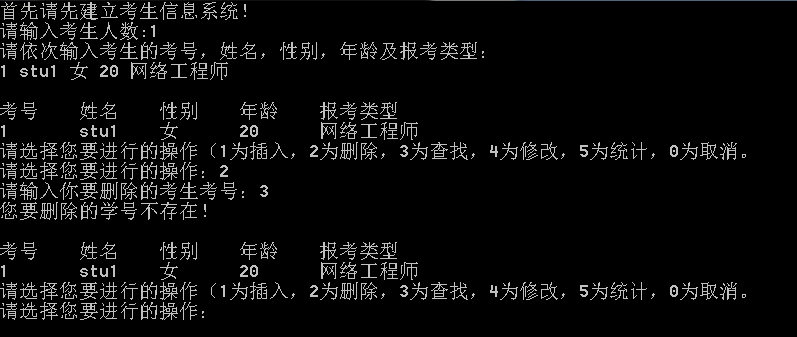 首先请先建立考生信息系统!
请输入考生人数:1
请依次输入考生的考号，姓名，性别，年龄及报考类型：
1 stu1 女 20 网络工程师
考号 姓名 性别 年龄 报考类型
1 stu1 女 20 网络工程师
请选择您要进行的操作（1为插入，2为删除，3为查找，4为修改，5为统计，0为取消。
请选择您要进行的操作：2
请输入你要删除的考生考号：3
您要删除的学号不存在！
考号 姓名 性别 年龄 报考类型
1 stu1 女 20 网络工程师
请选择您要进行的操作（1为插入，2为删除，3为查找，4为修改，5为统计，0为取消。
请选择您要进行的操作：